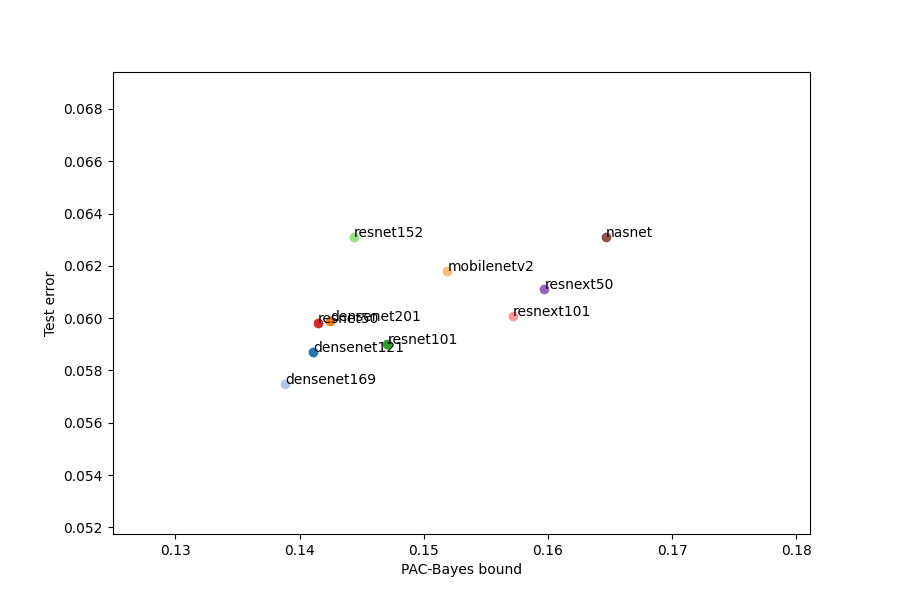 0.068
0.066
0.064
0.062
0.060
0.058
0.056
0.054
0.052
Test error
resnet152
nasnet
mobilenetv2
resnext50
resnext101
densenet201
resnet50
resnet101
densenet121
densenet169
0.13
0.14
0.15
0.16
0.17
0.18
PAC-Bayes bound